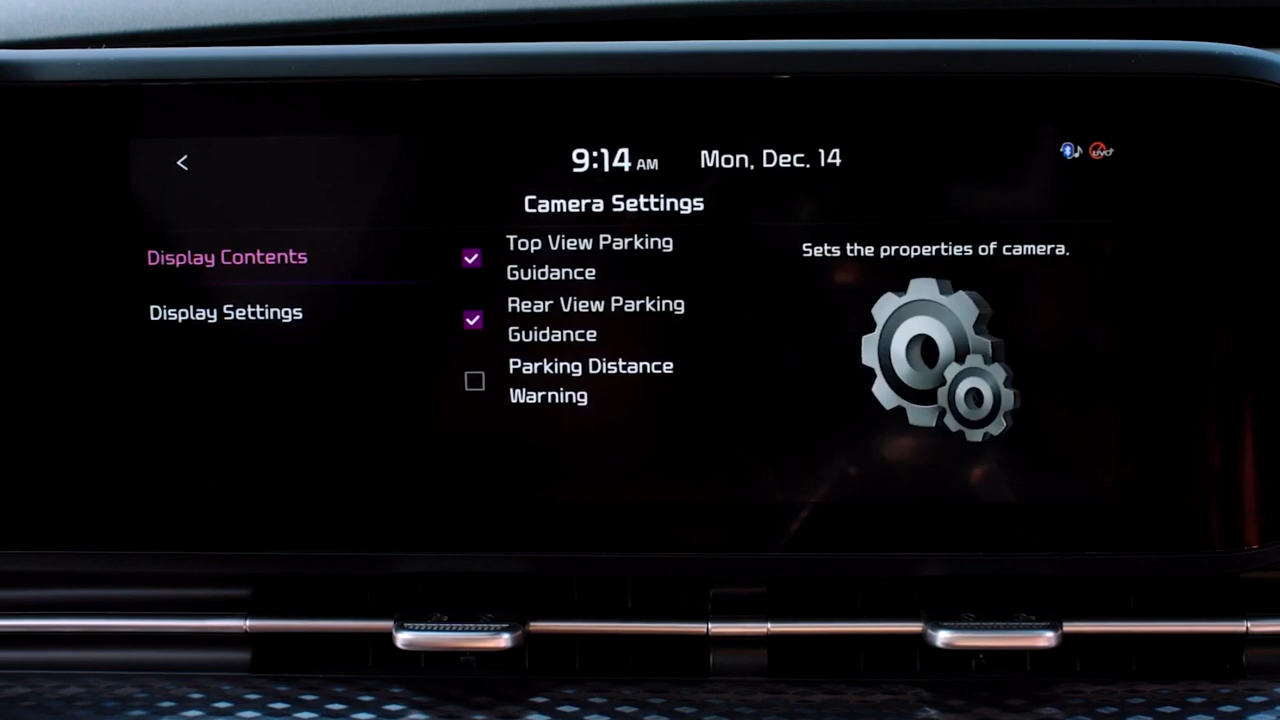 <
9:14 AM Mon, Dec. 14
UVO
Camera Settings
Display Contents
Display Settings
Top View Parking
Guidance
Rear View Parking
Guidance
Parking Distance
Warning
Sets the properties of camera.